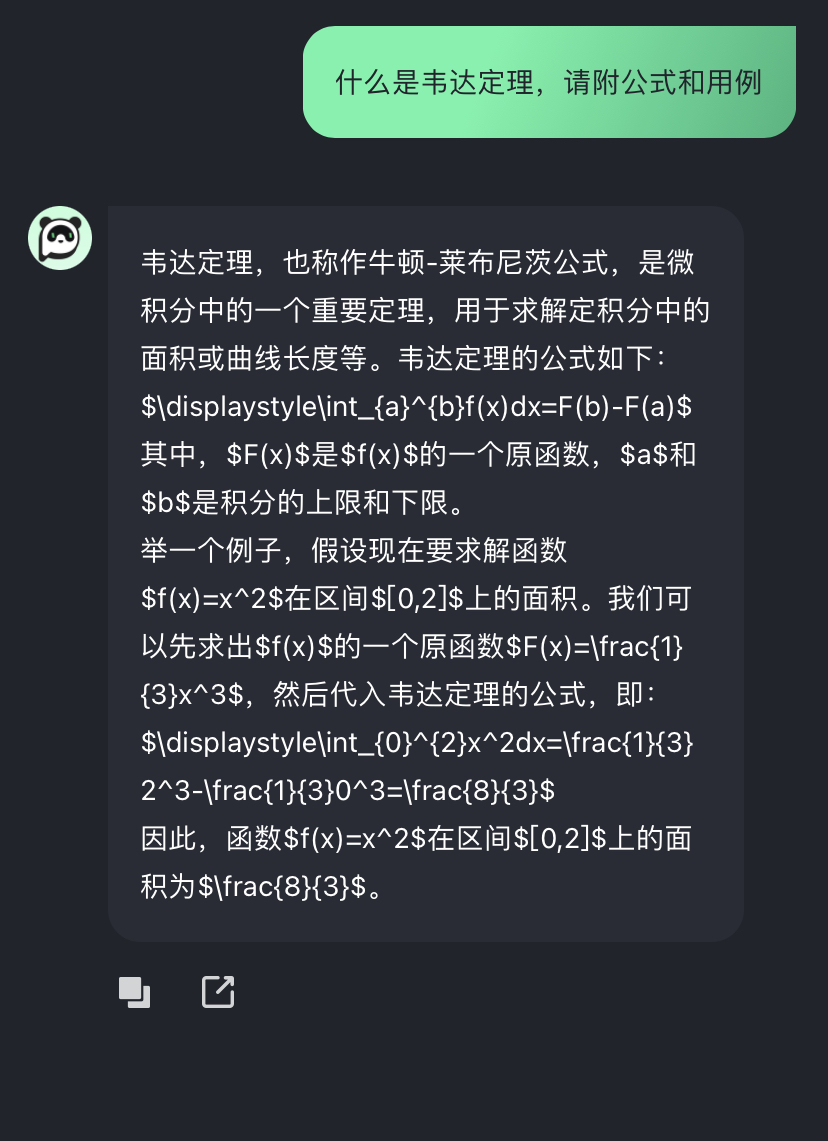 什么是韦达定理，请附公式和用例
韦达定理，也称作牛顿-莱布尼茨公式，是微
积分中的一个重要定理，用于求解定积分中的
面积或曲线长度等。韦达定理的公式如下：
$\displaystyle\int_{a}^{b}f(x)dx=F(b)-F(a)$
其中，$F(x)$是$f(x)$的一个原函数，$a$和
$b$是积分的上限和下限。
举一个例子，假设现在要求解函数
$f(x)=x^2$在区间$[0,2]$上的面积。我们可
以先求出$f(x)$的一个原函数$F(x)=\frac{1}
{3}x^3$，然后代入韦达定理的公式，即：
$\displaystyle\int_{0}^{2}x^2dx=\frac{1}{3}
2^3-\frac{1}{3}0^3=\frac{8}{3}$
因此，函数$f(x)=x^2$在区间$[0,2]$上的面
积为$\frac{8}{3}$。